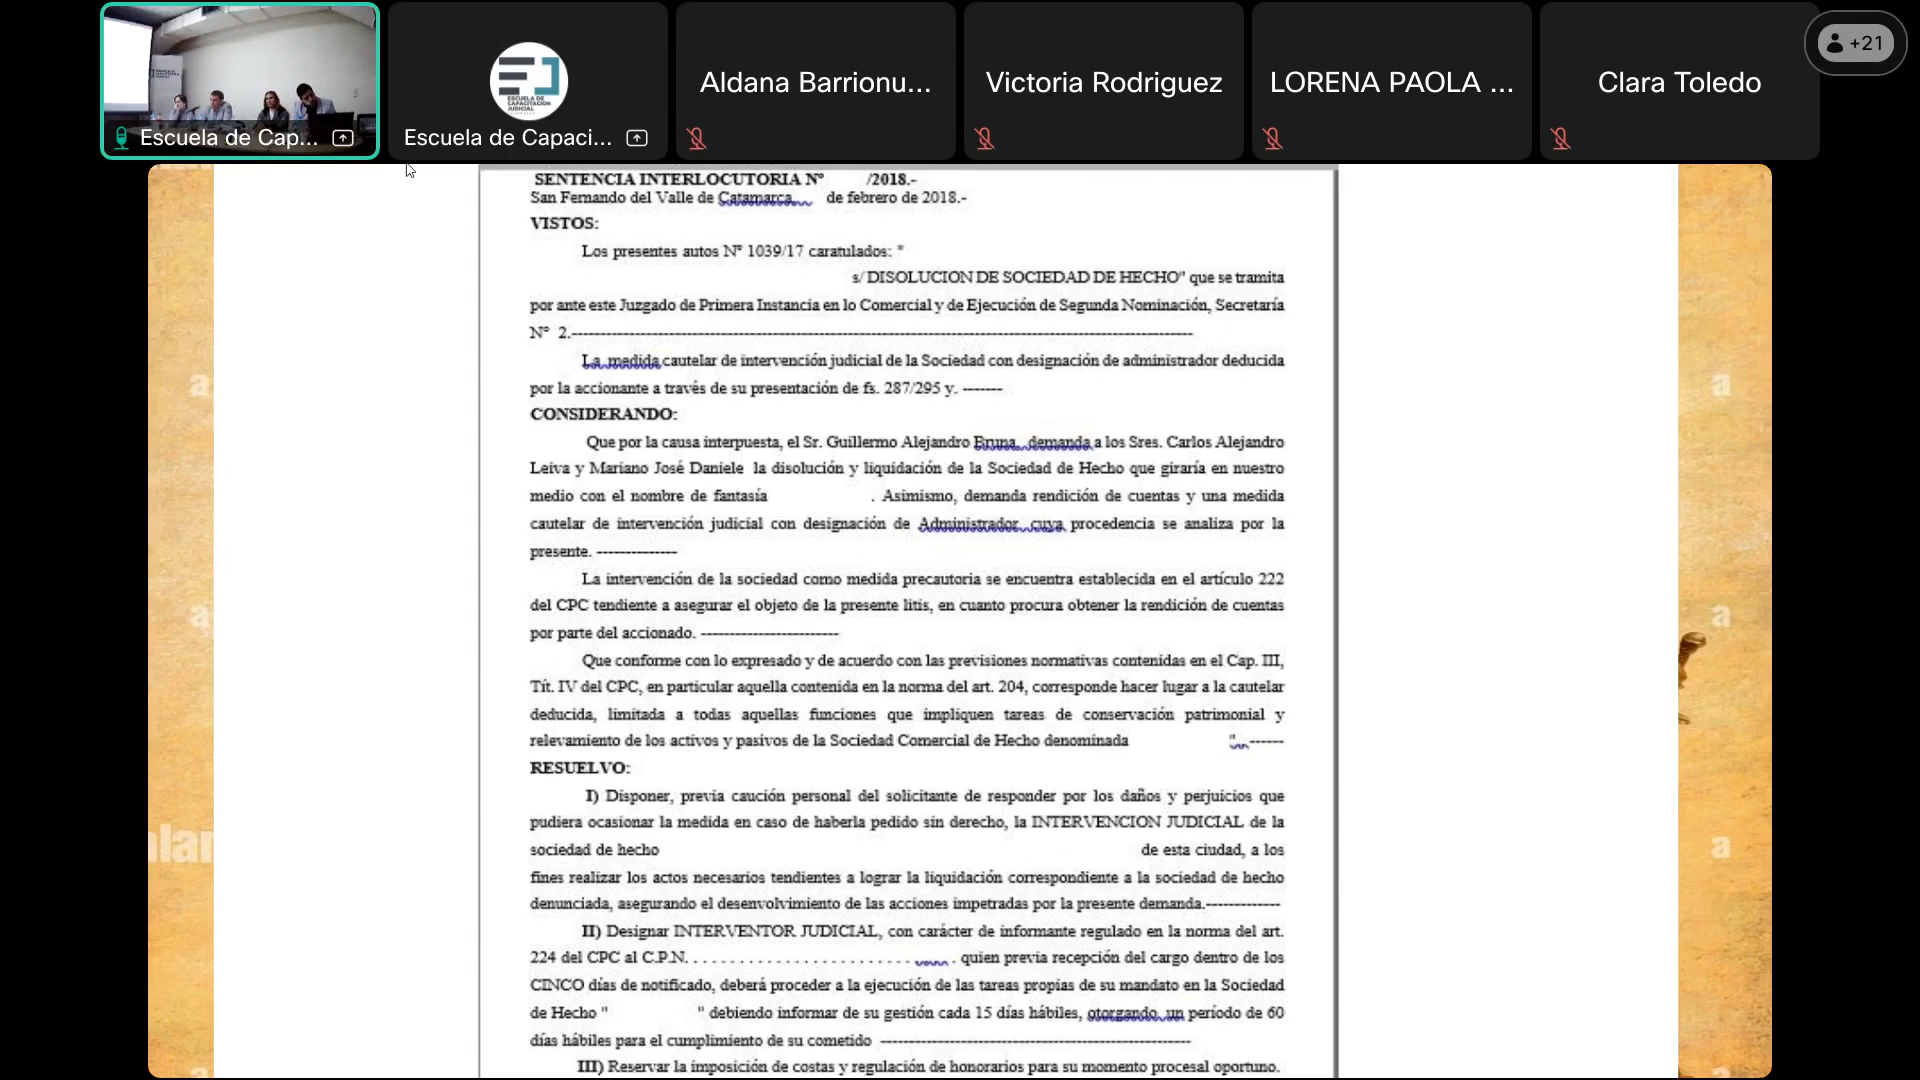 Escuela de Cap...
ESCUELA DE
CAPACITACION
JUDICIAL
Escuela de Capaci...
Aldana Barrionu...
Victoria Rodriguez
LORENA PAOLA ...
Clara Toledo
+21
SENTENCIA INTERLOCUTORIA Nº /2018.-
San Fernando del Valle de Catamarca, de febrero de 2018.-
VISTOS:
Los presentes autos Nº 1039/17 caratulados: "
s/ DISOLUCION DE SOCIEDAD DE HECHO" que se tramita
por ante este Juzgado de Primera Instancia en lo Comercial y de Ejecución de Segunda Nominación, Secretaría
Nº 2.----------------------------------------------------------------------------------------------------------
La medida cautelar de intervención judicial de la Sociedad con designación de administrador deducida
por la accionante a través de su presentación de fs. 287/295 y. -------
CONSIDERANDO:
Que por la causa interpuesta, el Sr. Guillermo Alejandro Bruna, demanda a los Sres. Carlos Alejandro
Leiva y Mariano José Daniele la disolución y liquidación de la Sociedad de Hecho que giraría en nuestro
medio con el nombre de fantasía . Asimismo, demanda rendición de cuentas y una medida
cautelar de intervención judicial con designación de Administrador, cuya procedencia se analiza por la
presente. --------------
La intervención de la sociedad como medida precautoria se encuentra establecida en el artículo 222
del CPC tendiente a asegurar el objeto de la presente litis, en cuanto procura obtener la rendición de cuentas
por parte del accionado. ------------------------
Que conforme con lo expresado y de acuerdo con las previsiones normativas contenidas en el Cap. III,
Tít. IV del CPC, en particular aquella contenida en la norma del art. 204, corresponde hacer lugar a la cautelar
deducida, limitada a todas aquellas funciones que impliquen tareas de conservación patrimonial y
relevamiento de los activos y pasivos de la Sociedad Comercial de Hecho denominada ".------
RESUELVO:
I) Disponer, previa caución personal del solicitante de responder por los daños y perjuicios que
pudiera ocasionar la medida en caso de haberla pedido sin derecho, la INTERVENCION JUDICIAL de la
sociedad de hecho de esta ciudad, a los
fines realizar los actos necesarios tendientes a lograr la liquidación correspondiente a la sociedad de hecho
denunciada, asegurando el desenvolvimiento de las acciones impetradas por la presente demanda.-------------
II) Designar INTERVENTOR JUDICIAL, con carácter de informante regulado en la norma del art.
224 del CPC al C.P.N. . . . . . . . . . . . . . . . . . . . . . . . . . . . . . quien previa recepción del cargo dentro de los
CINCO días de notificado, deberá proceder a la ejecución de las tareas propias de su mandato en la Sociedad
de Hecho " " debiendo informar de su gestión cada 15 días hábiles, otorgando un período de 60
días hábiles para el cumplimiento de su cometido ------------------------------------------------------
III) Reservar la imposición de costas y regulación de honorarios para su momento procesal oportuno.